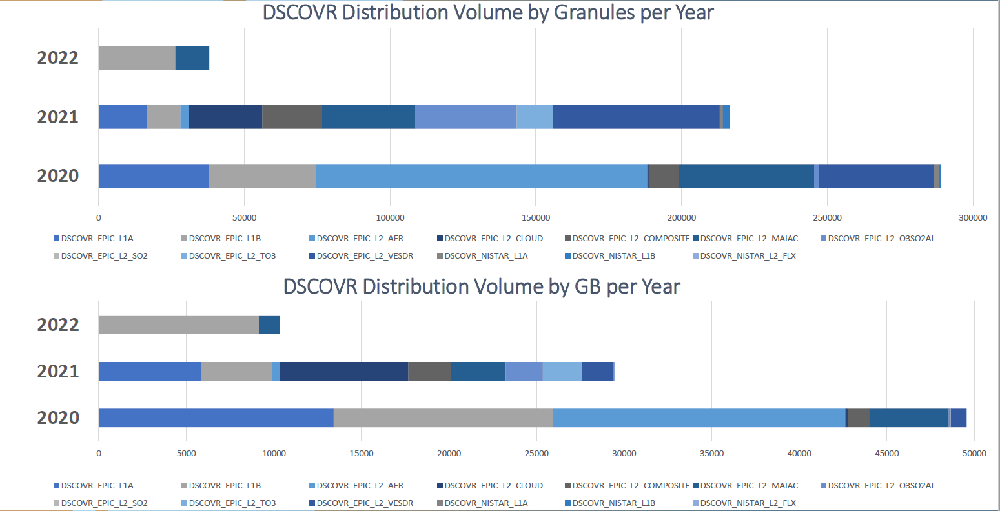 DSCOVR Distribution Volume by Granules per Year
2022
2021
2020
0 50000 100000 150000 200000 250000 300000
DSCOVR_EPIC_L1A DSCOVR_EPIC_L1B DSCOVR_EPIC_L2_AER DSCOVR_EPIC_L2_CLOUD DSCOVR_EPIC_L2_COMPOSITE DSCOVR_EPIC_L2_MAIAC DSCOVR_EPIC_L2_O3SO2AI
DSCOVR_EPIC_L2_SO2 DSCOVR_EPIC_L2_TO3 DSCOVR_EPIC_L2_VESDR DSCOVR_NISTAR_L1A DSCOVR_NISTAR_L1B DSCOVR_NISTAR_L2_FLX
DSCOVR Distribution Volume by GB per Year
2022
2021
2020
0 5000 10000 15000 20000 25000 30000 35000 40000 45000 50000
DSCOVR_EPIC_L1A DSCOVR_EPIC_L1B DSCOVR_EPIC_L2_AER DSCOVR_EPIC_L2_CLOUD DSCOVR_EPIC_L2_COMPOSITE DSCOVR_EPIC_L2_MAIAC DSCOVR_EPIC_L2_O3SO2AI
DSCOVR_EPIC_L2_SO2 DSCOVR_EPIC_L2_TO3 DSCOVR_EPIC_L2_VESDR DSCOVR_NISTAR_L1A DSCOVR_NISTAR_L1B DSCOVR_NISTAR_L2_FLX